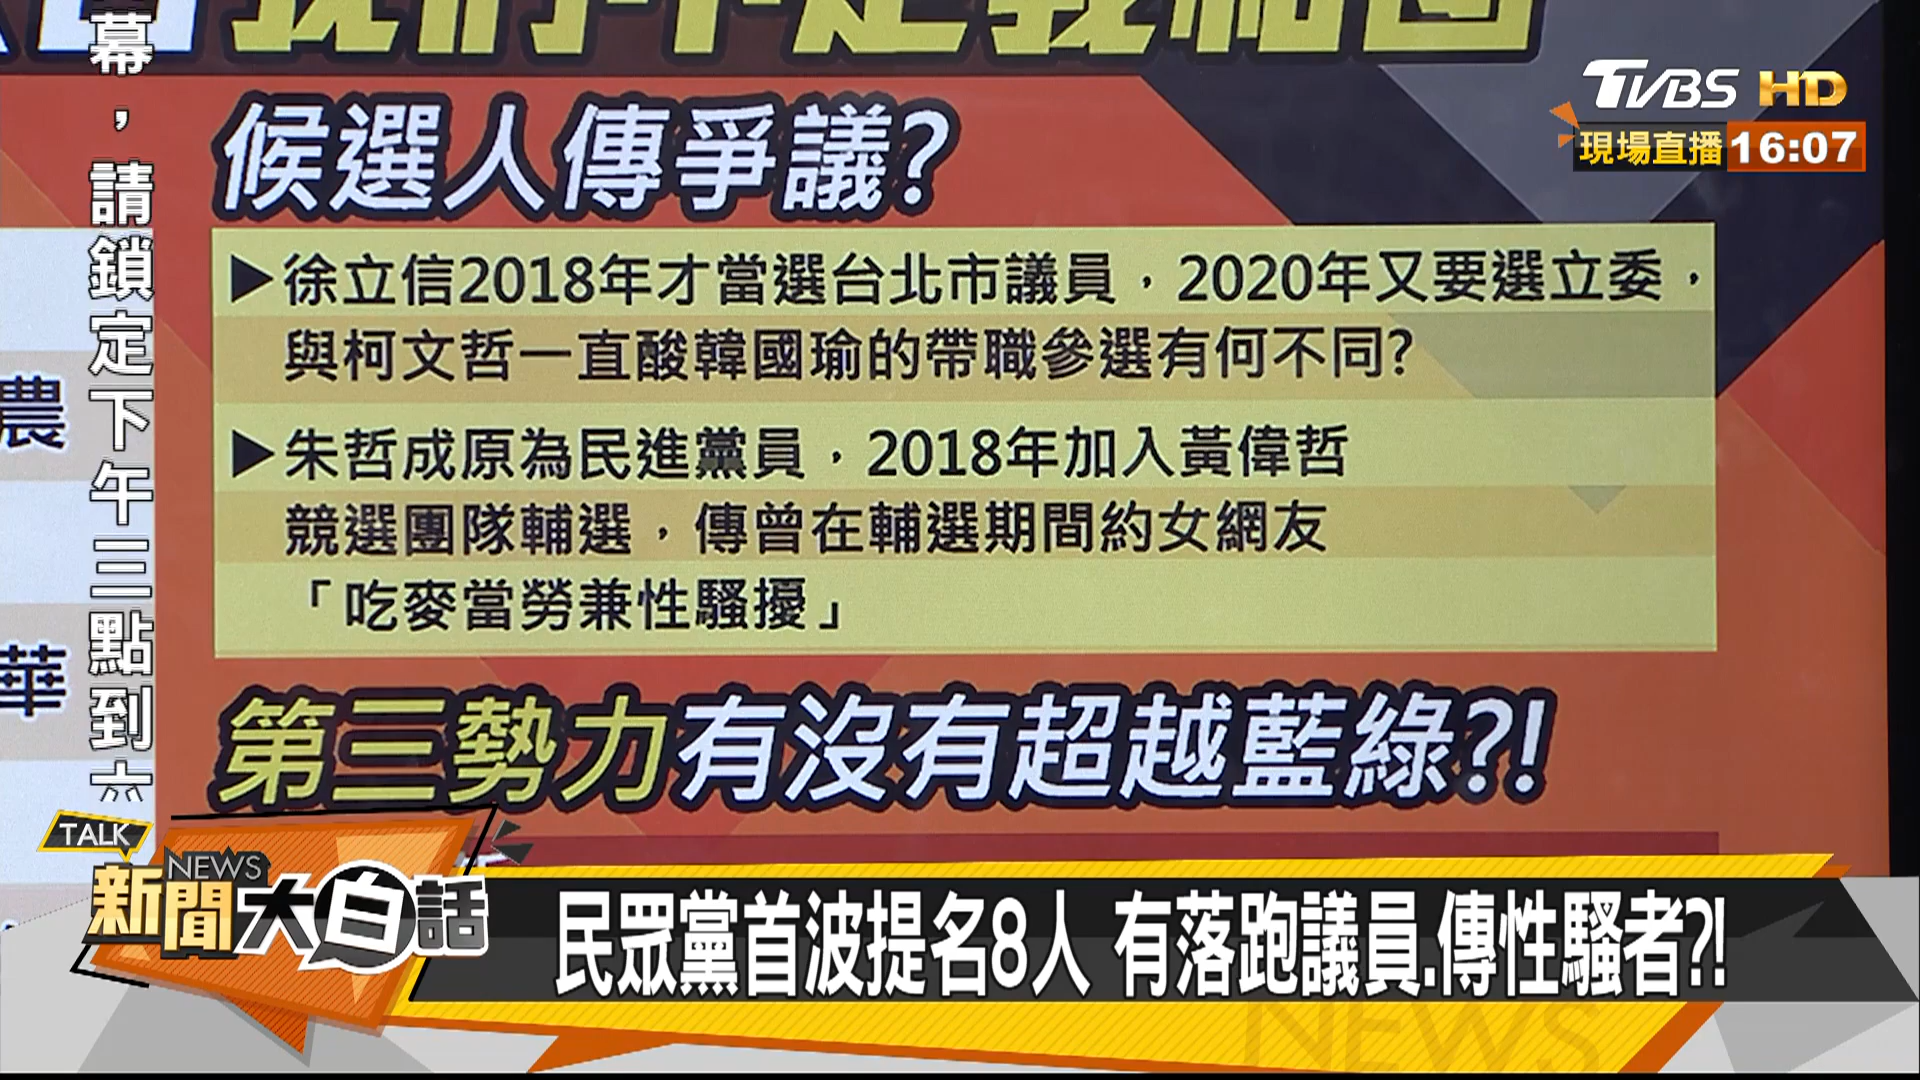 TVBS HD
現場直播 16:07
幕，請鎖定下午三點到六
候選人傳爭議?
▶徐立信2018年才當選台北市議員，2020年又要選立委，
與柯文哲一直酸韓國瑜的帶職參選有何不同?
▶朱哲成原為民進黨員，2018年加入黃偉哲
競選團隊輔選，傳曾在輔選期間約女網友
「吃麥當勞兼性騷擾」
農
華
第三勢力有沒有超越藍綠?!
TALK
NEWS
新聞大白話
民眾黨首波提名8人 有落跑議員.傳性騷者?!
NEWS